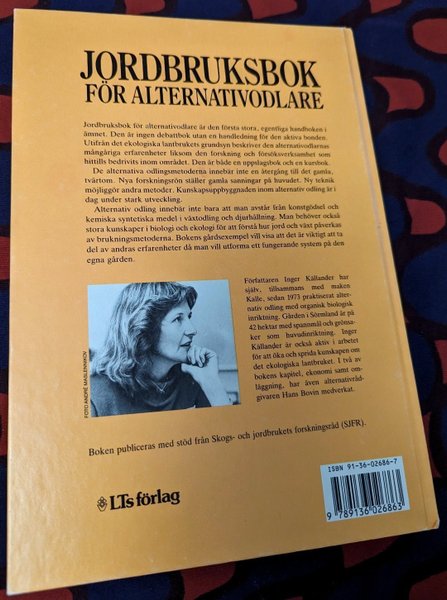 JORDBRUKSBOK
FÖR ALTERNATIVODLARE
Jordbruksbok för alternativodlare är den första stora, egentliga handboken i
ämnet. Den är ingen debattbok utan en handledning för den aktiva bonden.
Utifrån det ekologiska lantbrukets grundsyn beskriver den alternativodlarnas
mångåriga erfarenheter liksom den forskning och försöksverksamhet som
hittills bedrivits inom området. Den är både en uppslagsbok och en kursbok.
De alternativa odlingsmetoderna innebär inte en återgång till det gamla,
tvärtom. Nya forskningsrön ställer gamla sanningar på huvudet. Ny teknik
möjliggör andra metoder. Kunskapsuppbyggnaden inom alternativ odling är i
dag under stark utveckling.
Alternativ odling innebär inte bara att man avstår från konstgödsel och
kemiska syntetiska medel i växtodling och djurhållning. Man behöver också
stora kunskaper i biologi och ekologi för att förstå hur jord och växt påverkas
av brukningsmetoderna. Bokens gårdsexempel vill visa att det är viktigt att ta
del av andras erfarenheter då man vill utforma ett fungerande system på den
egna gården.
Författaren Inger Källander har
själv, tillsammans med maken
Kalle, sedan 1973 praktiserat alter-
nativ odling med organisk biologisk
inriktning. Gården i Sörmland är på
42 hektar med spannmål och grönsa-
ker som huvudinriktning. Inger
Källander är också aktiv i arbetet
för att öka och sprida kunskapen om
det ekologiska lantbruket. I två av
bokens kapitel, ekonomi samt om-
läggning, har även alternativråd-
givaren Hans Bovin medverkat.
FOTO ANDRÉ MASLENNIKOV
Boken publiceras med stöd från Skogs- och jordbrukets forskningsråd (SJFR).
LTs förlag
ISBN 91-36-02686-7
9 789136 026863